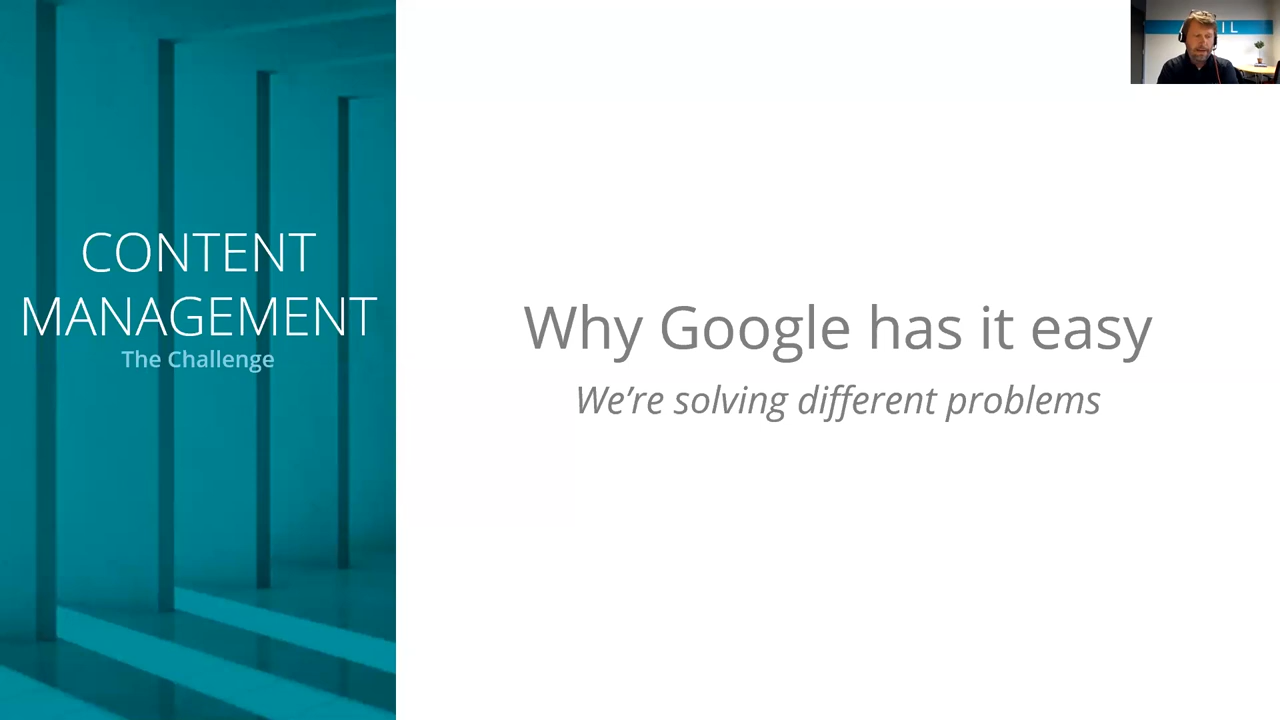 CONTENT
MANAGEMENT
The Challenge
Why Google has it easy
We're solving different problems
I L